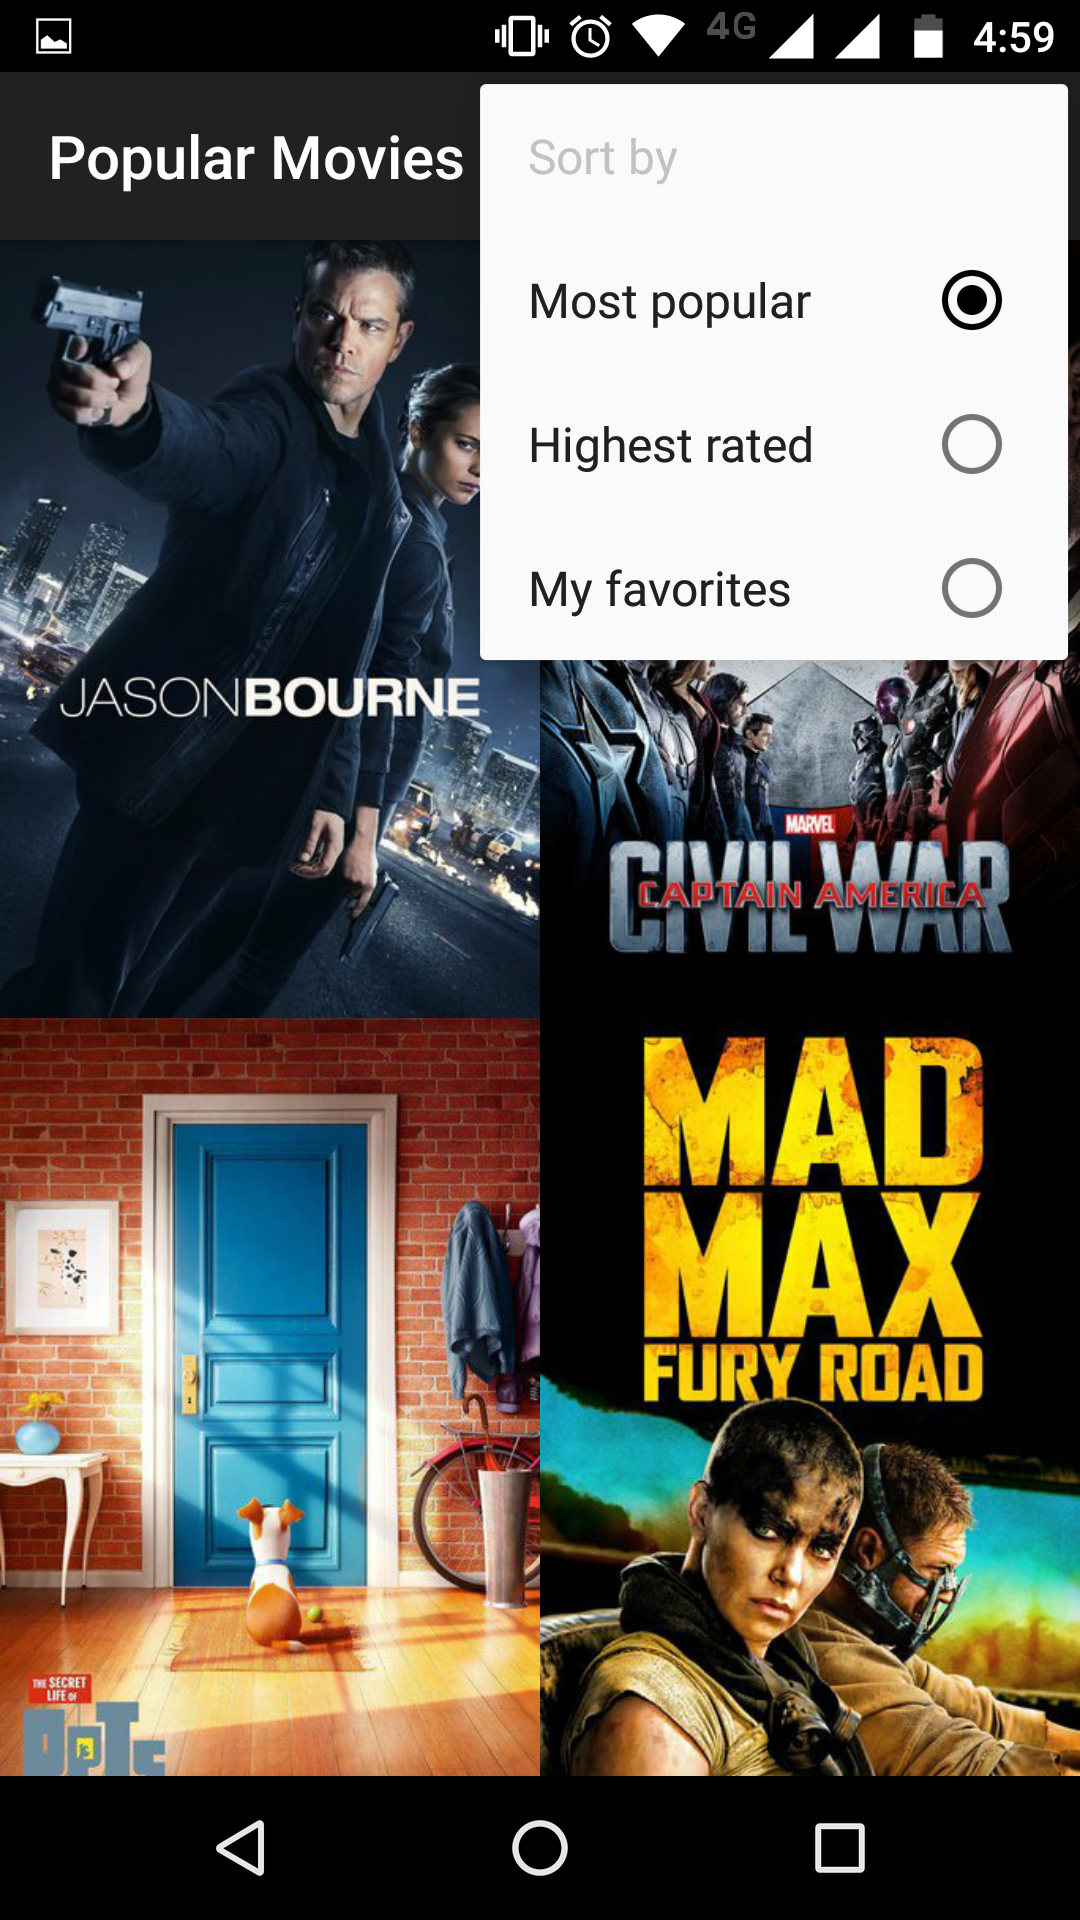 4G 4:59
Popular Movies
Sort by
Most popular
Highest rated
My favorites
JASONBOURNE
MARVEL
CIVIL WAR
CAPTAIN AMERICA
MAD
MAX
FURY ROAD
THE SECRET
LIFE OF